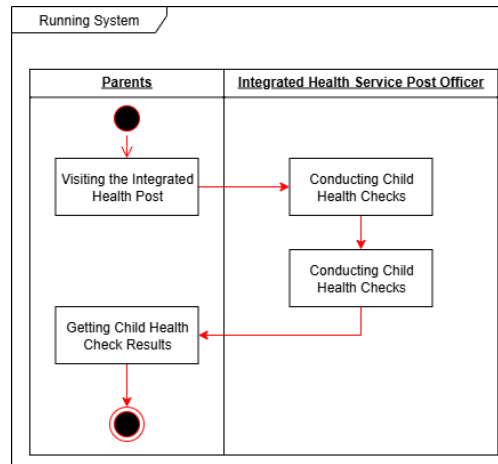 Running System
Parents
Integrated Health Service Post Officer
Visiting the Integrated
Health Post
Conducting Child
Health Checks
Conducting Child
Health Checks
Getting Child Health
Check Results